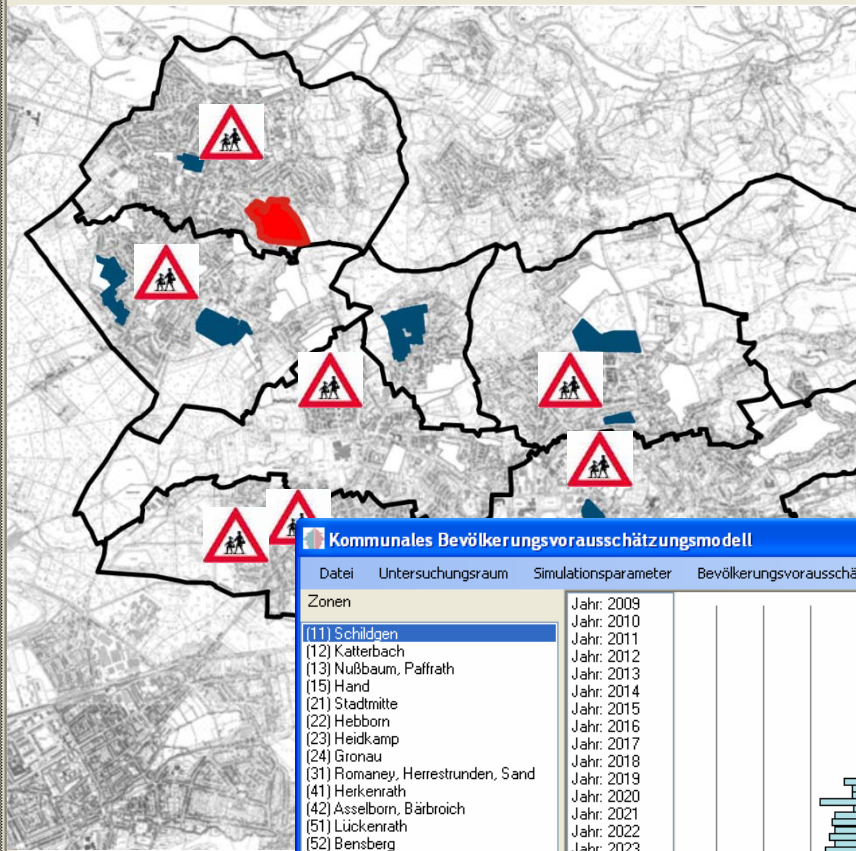 Kommunales Bevölkerungsvorausschätzungsmodell
Datei Untersuchungsraum Simulationsparameter Bevölkerungsvorausschä
Zonen
(11) Schildgen
(12) Katterbach
(13) Nußbaum, Paffrath
(15) Hand
(21) Stadtmitte
(22) Hebborn
(23) Heidkamp
(24) Gronau
(31) Romaney, Herrestrunden, Sand
(41) Herkenrath
(42) Asselborn, Bärbroich
(51) Lückenrath
(52) Bensberg
Jahr: 2009
Jahr: 2010
Jahr: 2011
Jahr: 2012
Jahr: 2013
Jahr: 2014
Jahr: 2015
Jahr: 2016
Jahr: 2017
Jahr: 2018
Jahr: 2019
Jahr: 2020
Jahr: 2021
Jahr: 2022
Jahr: 2023